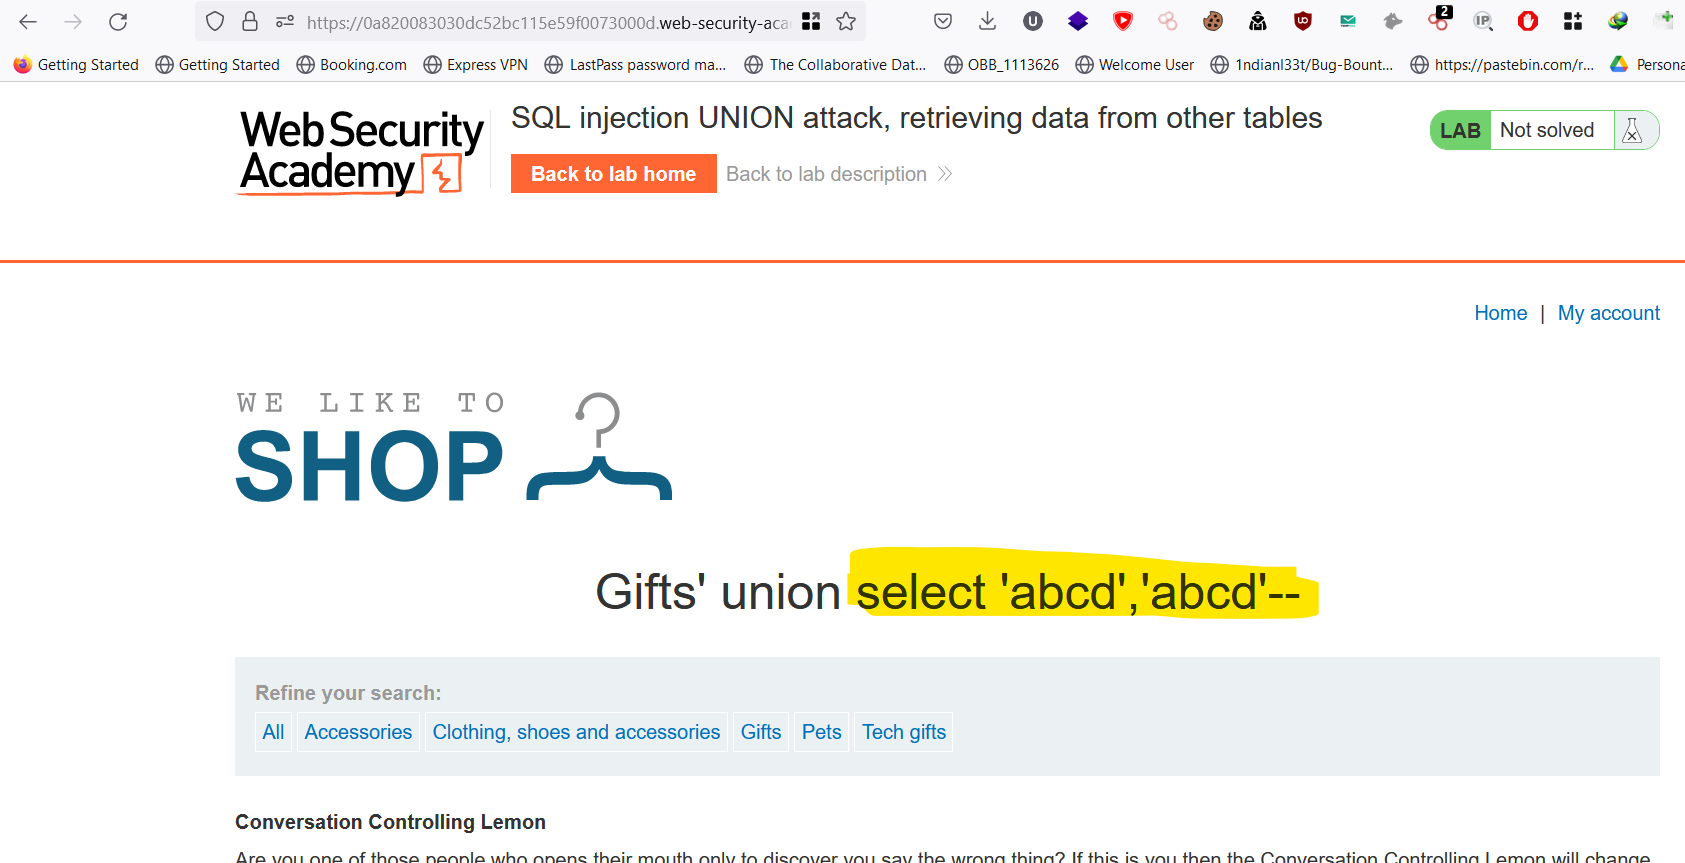 https://0a820083030dc52bc115e59f0073000d.web-security-aca
U
UD
2
IP
Getting Started
Getting Started
Booking.com
Express VPN
LastPass password ma...
The Collaborative Dat...
OBB_1113626
Welcome User
1ndianl33t/Bug-Bount...
https://pastebin.com/r...
Persona
Web Security
Academy
SQL injection UNION attack, retrieving data from other tables
Back to lab home
Back to lab description
LAB Not solved
Home | My account
WE LIKE TO
SHOP
Gifts' union select 'abcd','abcd'--
Refine your search:
All
Accessories
Clothing, shoes and accessories
Gifts
Pets
Tech gifts
Conversation Controlling Lemon
Are you one of those people who opens their mouth only to discover you say the wrong thing? If this is you then the Conversation Controlling Lemon will change